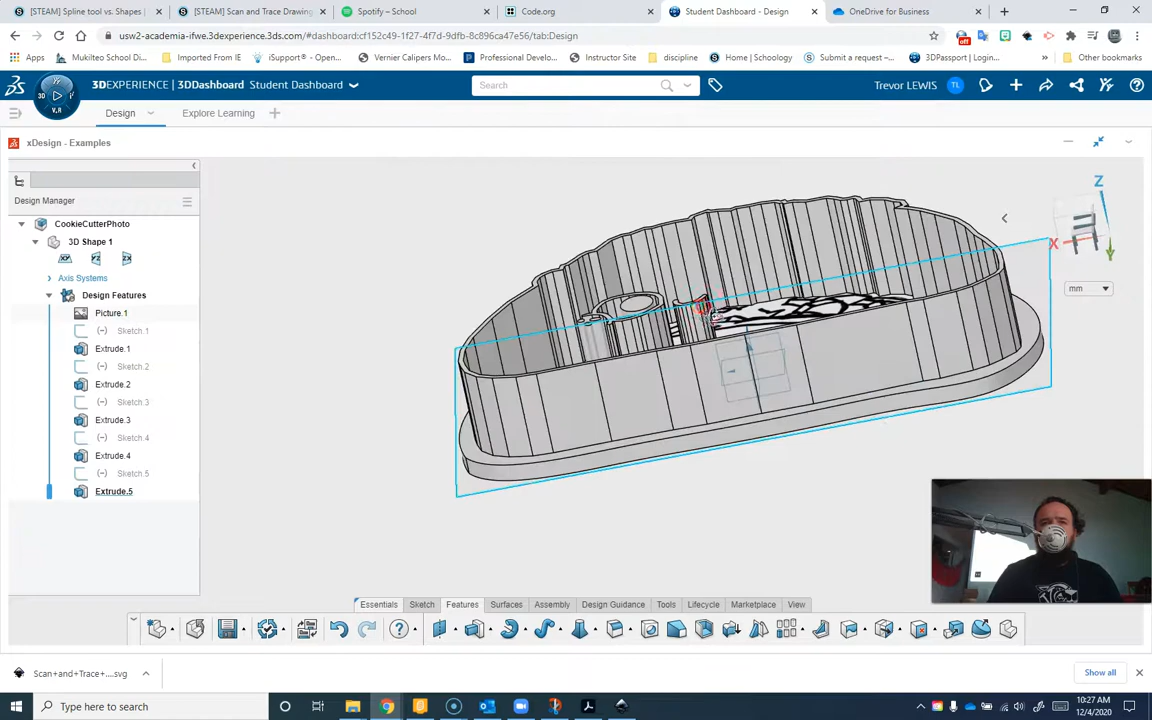 [STEAM] Spline tool vs. Shapes | [STEAM] Scan and Trace Drawing Spotify – School Code.org Student Dashboard - Design OneDrive for Business
usw2-academia-ifwe.3dexperience.3ds.com/#dashboard:cf152c49-1f27-4f7d-9dfb-8c896ca47e56/tab:Design
Apps Mukilteo School Di... Imported From IE iSupport® - Open... Vernier Calipers Mo... Professional Develo... Instructor Site discipline Home | Schoology Submit a request –... 3DPassport | Login... Other bookmarks
3DEXPERIENCE | 3DDashboard Student Dashboard Search Trevor LEWIS TL
3D V.R
Design Explore Learning
xDesign - Examples
Design Manager
CookieCutterPhoto
3D Shape 1
XY YZ ZX
Axis Systems
Design Features
Picture.1
(−) Sketch.1
Extrude.1
(−) Sketch.2
Extrude.2
(−) Sketch.3
Extrude.3
(−) Sketch.4
Extrude.4
(−) Sketch.5
Extrude.5
Z
X
Y
mm
Essentials Sketch Features Surfaces Assembly Design Guidance Tools Lifecycle Marketplace View
Scan+and+Trace+....svg Show all
Type here to search
10:27 AM
12/4/2020